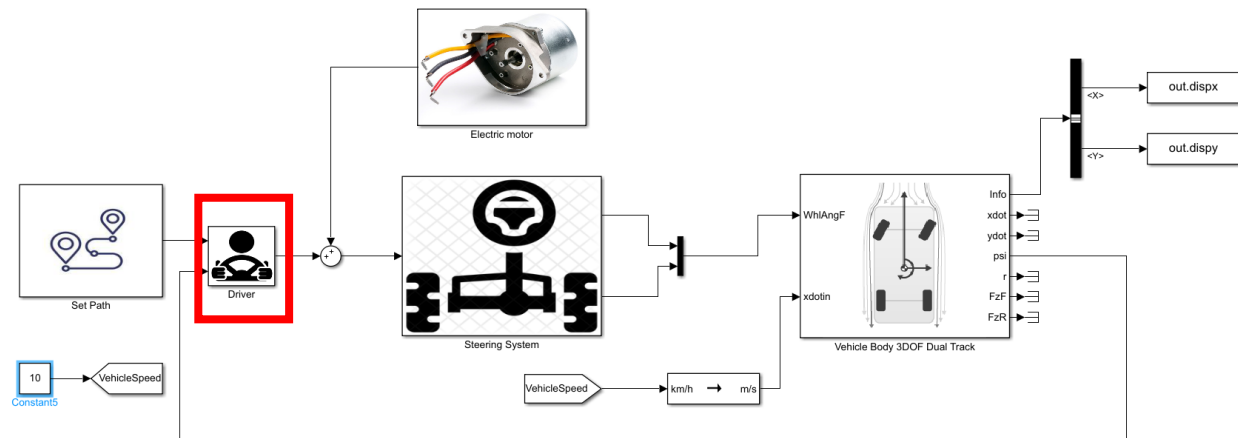 Electric motor
<X>
out.dispx
<Y>
out.dispy
Set Path
Driver
+
+
Steering System
WhlAngF
xdotin
Info
xdot
ydot
psi
r
FzF
FzR
Vehicle Body 3DOF Dual Track
10
Constant5
VehicleSpeed
VehicleSpeed
km/h
m/s